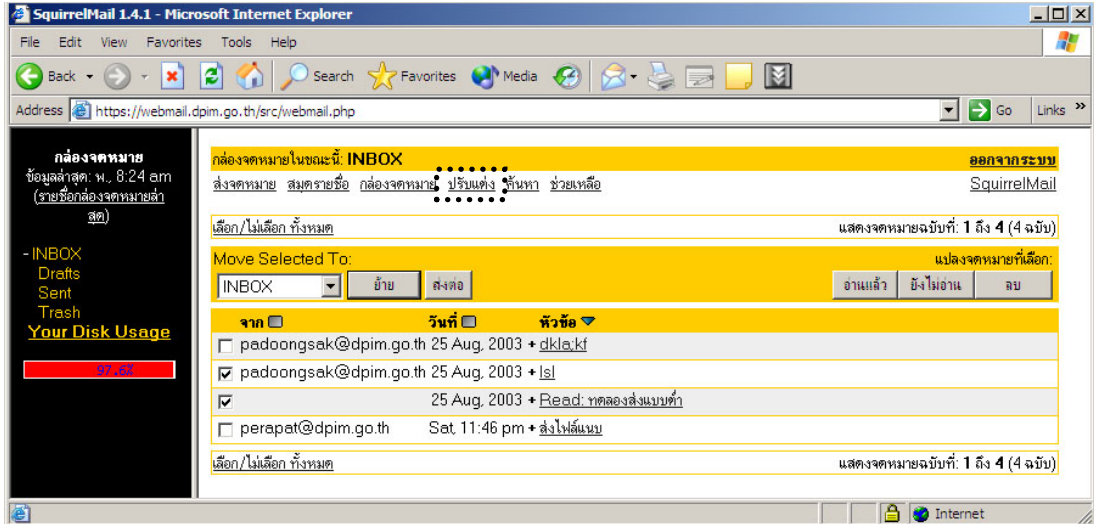 SquirrelMail 1.4.1 - Microsoft Internet Explorer
File Edit View Favorites Tools Help
Back Search Favorites Media
Address https://webmail.dpim.go.th/src/webmail.php Go Links »
กล่องจดหมาย
ข้อมูลล่าสุด: พ., 8:24 am
(รายชื่อกล่องจดหมายล่า
สุด)
- INBOX
Drafts
Sent
Trash
Your Disk Usage
97.6%
กล่องจดหมายในขณะนี้: INBOX ออกจากระบบ
ส่งจดหมาย สมุดรายชื่อ กล่องจดหมาย ปรับแต่ง ค้นหา ช่วยเหลือ SquirrelMail
เลือก/ไม่เลือก ทั้งหมด แสดงจดหมายฉบับที่: 1 ถึง 4 (4 ฉบับ)
Move Selected To: แปลงจดหมายที่เลือก:
INBOX ย้าย ส่งต่อ อ่านแล้ว ยังไม่อ่าน ลบ
จาก วันที่ หัวข้อ
padoongsak@dpim.go.th 25 Aug, 2003 + dkla;kf
padoongsak@dpim.go.th 25 Aug, 2003 + lsl
25 Aug, 2003 + Read: ทดลองส่งแบบต่ำ
perapat@dpim.go.th Sat, 11:46 pm + ส่งไฟล์แนบ
เลือก/ไม่เลือก ทั้งหมด แสดงจดหมายฉบับที่: 1 ถึง 4 (4 ฉบับ)
Internet